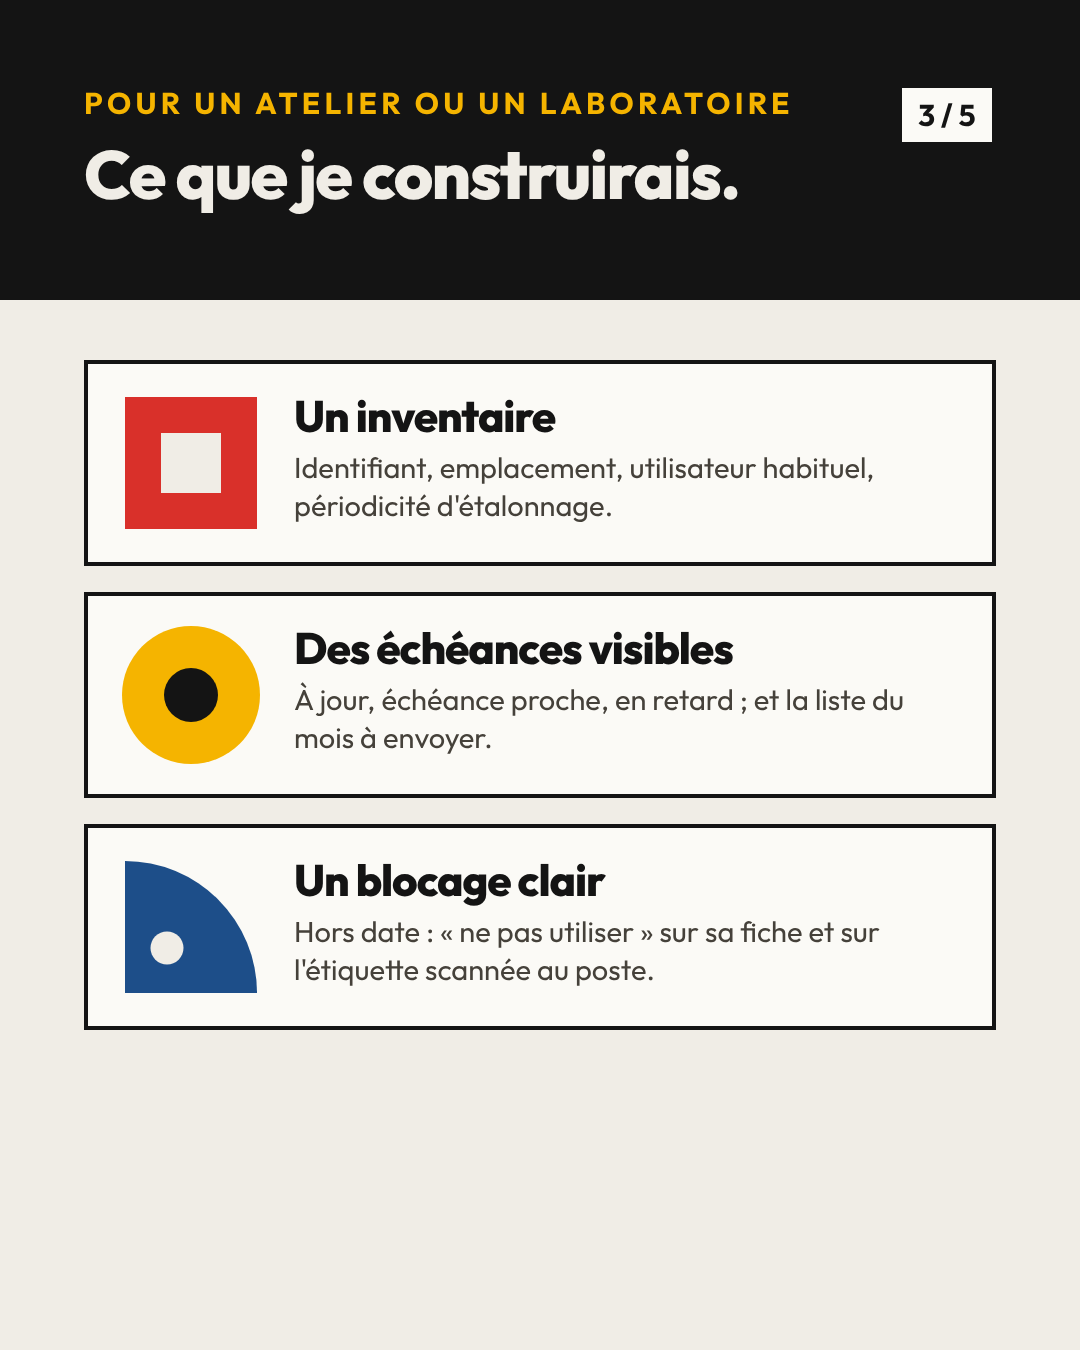 POUR UN ATELIER OU UN LABORATOIRE
3 / 5
Ce que je construirais.
Un inventaire
Identifiant, emplacement, utilisateur habituel,
périodicité d'étalonnage.
Des échéances visibles
À jour, échéance proche, en retard ; et la liste du
mois à envoyer.
Un blocage clair
Hors date : « ne pas utiliser » sur sa fiche et sur
l'étiquette scannée au poste.